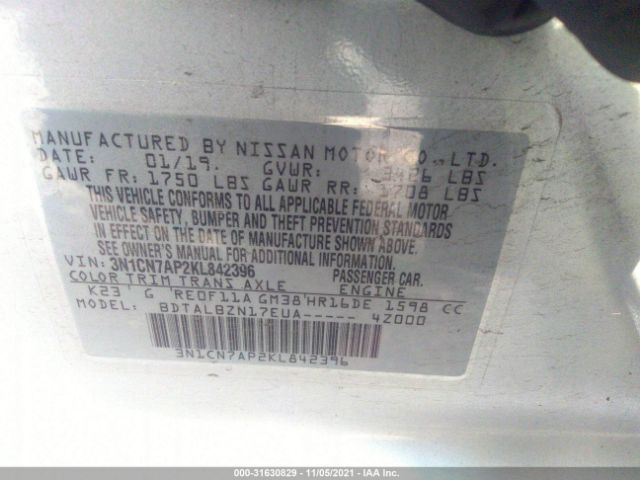 MANUFACTURED BY NISSAN MOTOR CO., LTD.
DATE: 01/19. GVWR: 3426 LBS
GAWR FR: 1750 LBS GAWR RR: 1708 LBS
THIS VEHICLE CONFORMS TO ALL APPLICABLE FEDERAL MOTOR
VEHICLE SAFETY, BUMPER AND THEFT PREVENTION STANDARDS
IN EFFECT ON THE DATE OF MANUFACTURE SHOWN ABOVE.
SEE OWNER'S MANUAL FOR ADDITIONAL INFORMATION
VIN: 3N1CN7AP2KL842396 PASSENGER CAR
COLOR TRIM TRANS AXLE ENGINE
K23 G RE0F11A GM38 HR16DE 1598 CC
MODEL: BDTALBZN17EUA----- 4Z000
3N1CN7AP2KL842396
000-31630829 - 11/05/2021 - IAA Inc.